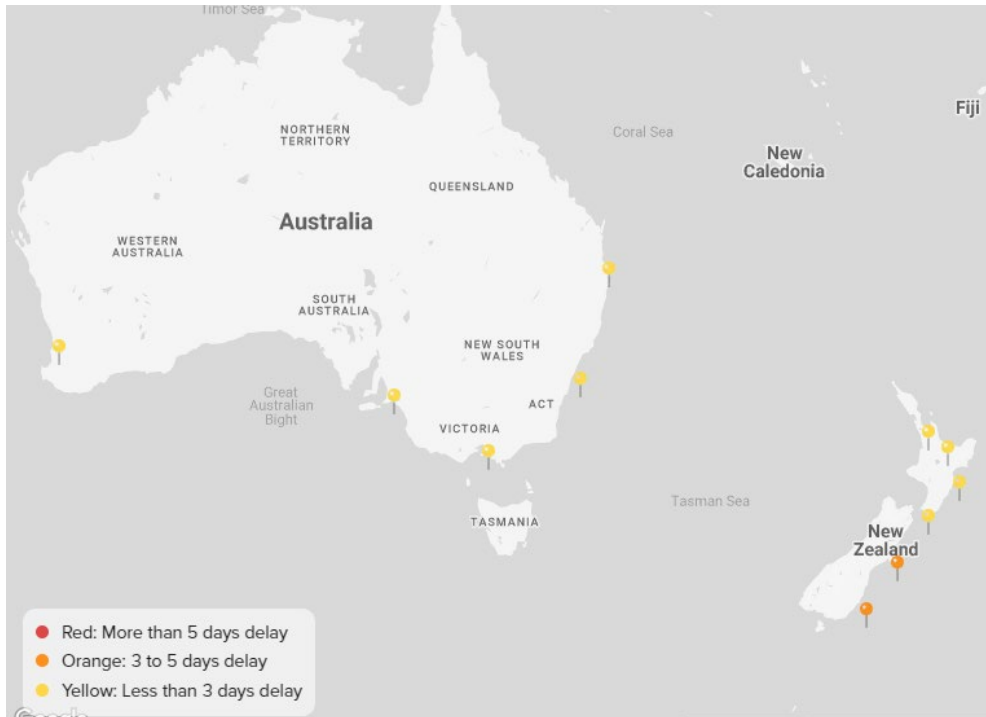 Timor Sea
NORTHERN
TERRITORY
Coral Sea
Fiji
New
Caledonia
QUEENSLAND
Australia
WESTERN
AUSTRALIA
SOUTH
AUSTRALIA
NEW SOUTH
WALES
Great
Australian
Bight
ACT
VICTORIA
Tasman Sea
TASMANIA
New
Zealand
Red: More than 5 days delay
Orange: 3 to 5 days delay
Yellow: Less than 3 days delay
Google